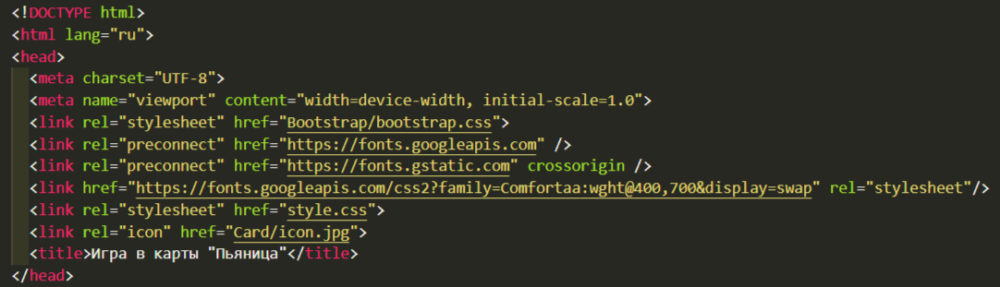 <!DOCTYPE html>
<html lang="ru">
<head>
<meta charset="UTF-8">
<meta name="viewport" content="width=device-width, initial-scale=1.0">
<link rel="stylesheet" href="Bootstrap/bootstrap.css">
<link rel="preconnect" href="https://fonts.googleapis.com" />
<link rel="preconnect" href="https://fonts.gstatic.com" crossorigin />
<link href="https://fonts.googleapis.com/css2?family=Comfortaa:wght@400,700&display=swap" rel="stylesheet"/>
<link rel="stylesheet" href="style.css">
<link rel="icon" href="Card/icon.jpg">
<title>Игра в карты "Пьяница"</title>
</head>